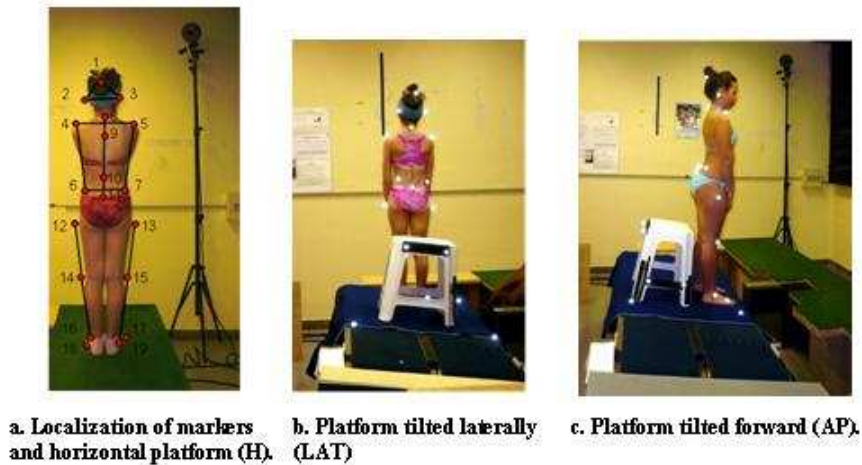 1
2 3
4 5
9
10
6 7
12 13
14 15
16 17
18 19
a. Localization of markers
and horizontal platform (H).
b. Platform tilted laterally
(LAT)
c. Platform tilted forward (AP).